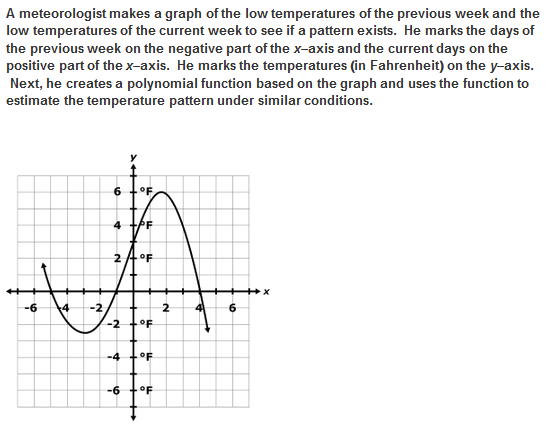 A meteorologist makes a graph of the low temperatures of the previous week and the
low temperatures of the current week to see if a pattern exists. He marks the days of
the previous week on the negative part of the x–axis and the current days on the
positive part of the x–axis. He marks the temperatures (in Fahrenheit) on the y–axis.
Next, he creates a polynomial function based on the graph and uses the function to
estimate the temperature pattern under similar conditions.
y
6 °F
4 °F
2 °F
x
-6 -4 -2 2 4 6
-2 °F
-4 °F
-6 °F